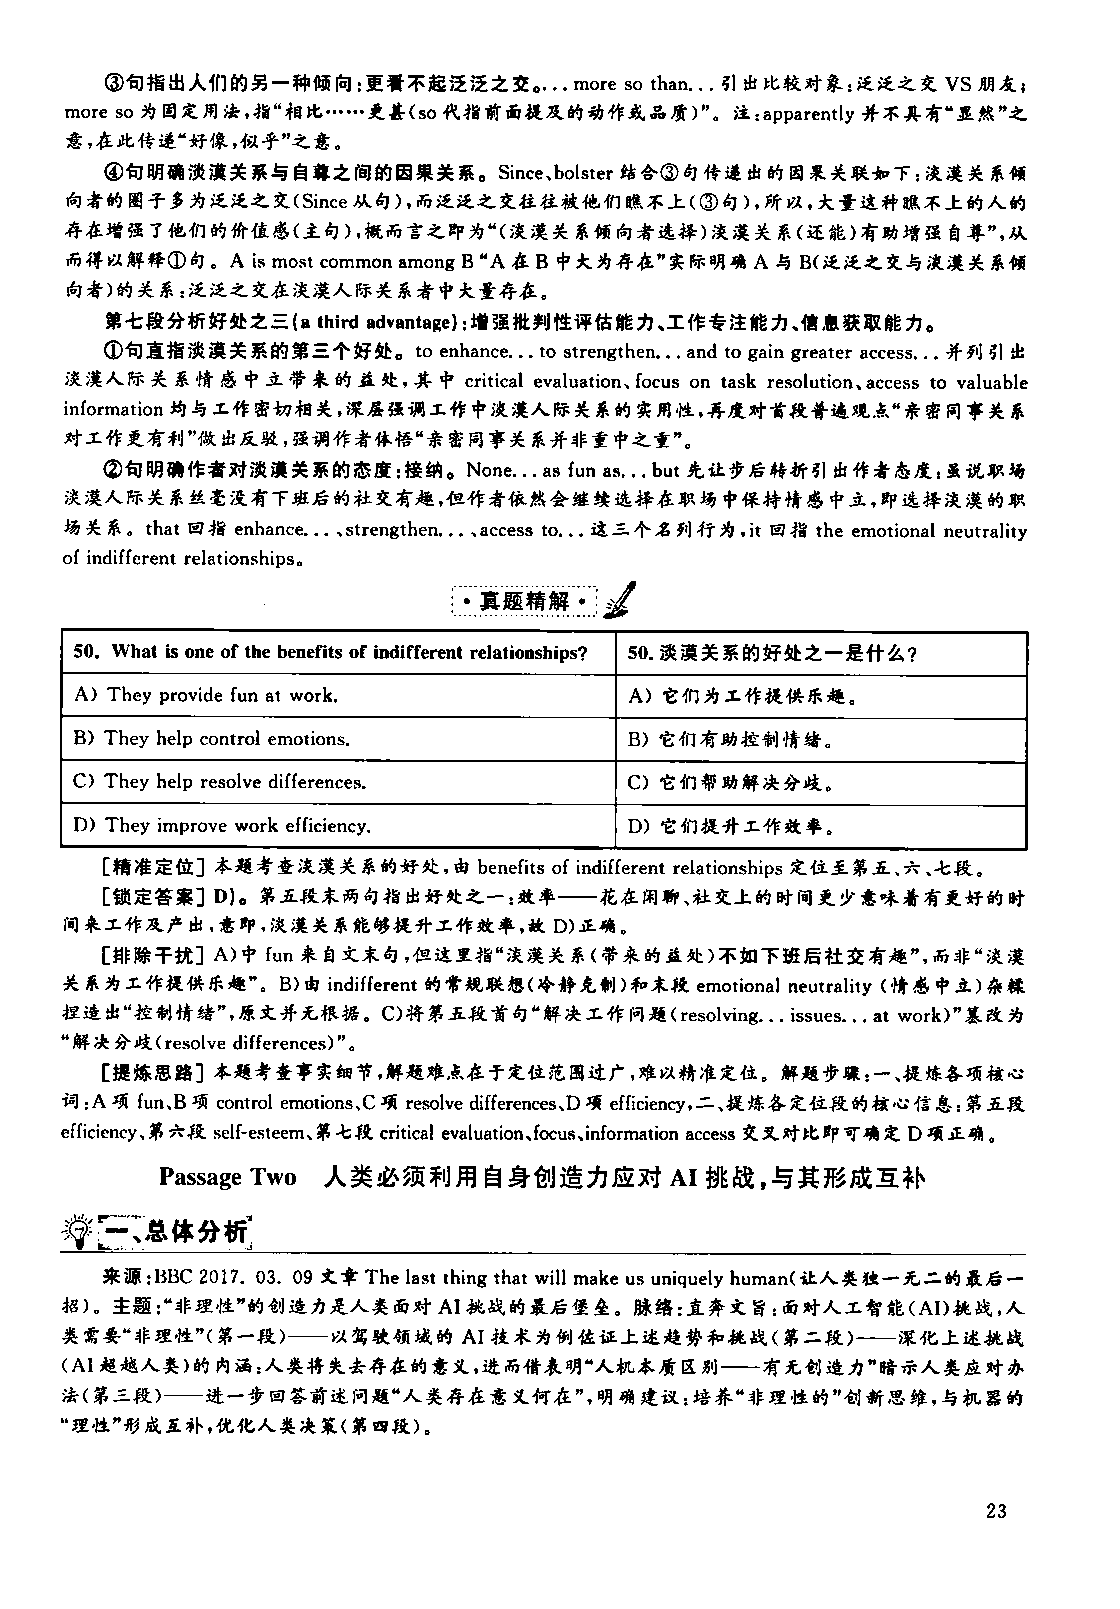 ③句指出人们的另一种倾向:更看不起泛泛之交。...more so than...引出比较对象:泛泛之交 VS 朋友;
more so 为固定用法,指“相比……更甚(so 代指前面提及的动作或品质)”。注:apparently 并不具有“显然”之
意,在此传递“好像,似乎”之意。
④句明确淡漠关系与自尊之间的因果关系。Since、bolster 结合③句传递出的因果关联如下:淡漠关系倾
向者的圈子多为泛泛之交(Since 从句),而泛泛之交往往被他们瞧不上(③句),所以,大量这种瞧不上的人的
存在增强了他们的价值感(主句),概而言之即为“(淡漠关系倾向者选择)淡漠关系(还能)有助增强自尊”,从
而得以解释①句。A is most common among B “A 在 B 中大为存在”实际明确 A 与 B(泛泛之交与淡漠关系倾
向者)的关系:泛泛之交在淡漠人际关系者中大量存在。
第七段分析好处之三(a third advantage):增强批判性评估能力、工作专注能力、信息获取能力。
①句直指淡漠关系的第三个好处。to enhance...to strengthen...and to gain greater access...并列引出
淡漠人际关系情感中立带来的益处,其中 critical evaluation、focus on task resolution、access to valuable
information 均与工作密切相关,深层强调工作中淡漠人际关系的实用性,再度对首段普遍观点“亲密同事关系
对工作更有利”做出反驳,强调作者体悟“亲密同事关系并非重中之重”。
②句明确作者对淡漠关系的态度:接纳。None...as fun as...but 先让步后转折引出作者态度:虽说职场
淡漠人际关系丝毫没有下班后的社交有趣,但作者依然会继续选择在职场中保持情感中立,即选择淡漠的职
场关系。that 回指 enhance...、strengthen...、access to...这三个名列行为,it 回指 the emotional neutrality
of indifferent relationships。
·真题精解·
50. What is one of the benefits of indifferent relationships?
50. 淡漠关系的好处之一是什么?
A) They provide fun at work.
A) 它们为工作提供乐趣。
B) They help control emotions.
B) 它们有助控制情绪。
C) They help resolve differences.
C) 它们帮助解决分歧。
D) They improve work efficiency.
D) 它们提升工作效率。
[精准定位] 本题考查淡漠关系的好处,由 benefits of indifferent relationships 定位至第五、六、七段。
[锁定答案] D)。第五段末两句指出好处之一:效率——花在闲聊、社交上的时间更少意味着有更好的时
间来工作及产出,意即,淡漠关系能够提升工作效率,故 D)正确。
[排除干扰] A)中 fun 来自文末句,但这里指“淡漠关系(带来的益处)不如下班后社交有趣”,而非“淡漠
关系为工作提供乐趣”。B)由 indifferent 的常规联想(冷静克制)和末段 emotional neutrality (情感中立)杂糅
捏造出“控制情绪”,原文并无根据。C)将第五段首句“解决工作问题(resolving...issues...at work)”篡改为
“解决分歧(resolve differences)”。
[提炼思路] 本题考查事实细节,解题难点在于定位范围过广,难以精准定位。解题步骤:一、提炼各项核心
词:A 项 fun、B 项 control emotions、C 项 resolve differences、D 项 efficiency,二、提炼各定位段的核心信息:第五段
efficiency、第六段 self-esteem、第七段 critical evaluation、focus、information access 交叉对比即可确定 D 项正确。
Passage Two 人类必须利用自身创造力应对 AI 挑战,与其形成互补
一、总体分析
来源:BBC 2017. 03. 09 文章 The last thing that will make us uniquely human(让人类独一无二的最后一
招)。主题:“非理性”的创造力是人类面对 AI 挑战的最后堡垒。脉络:直奔文旨:面对人工智能(AI)挑战,人
类需要“非理性”(第一段)——以驾驶领域的 AI 技术为例佐证上述趋势和挑战(第二段)——深化上述挑战
(AI 超越人类)的内涵:人类将失去存在的意义,进而借表明“人机本质区别——有无创造力”暗示人类应对办
法(第三段)——进一步回答前述问题“人类存在意义何在”,明确建议:培养“非理性的”创新思维,与机器的
“理性”形成互补,优化人类决策(第四段)。
23